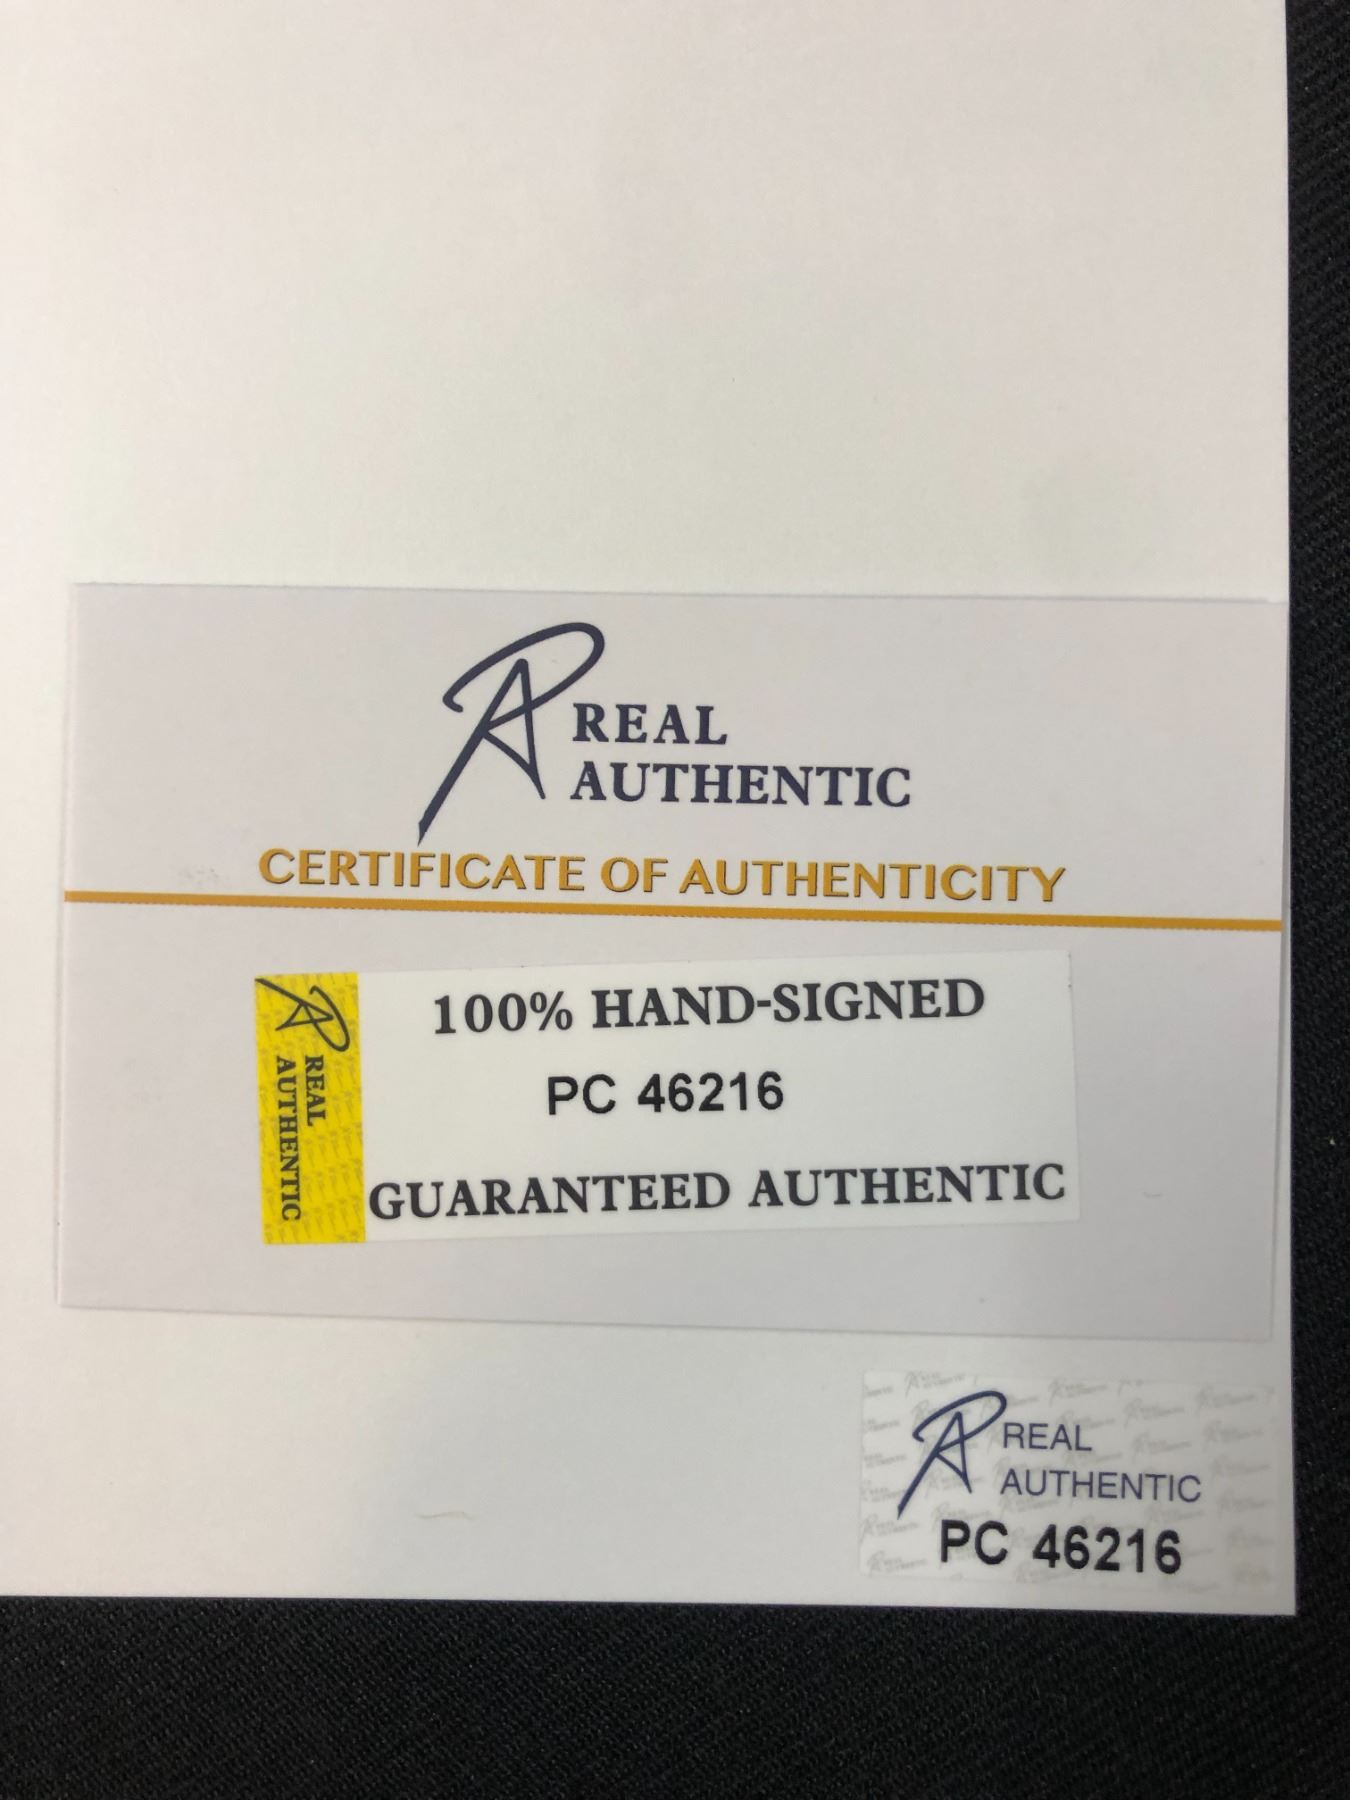 REAL
AUTHENTIC
CERTIFICATE OF AUTHENTICITY
REAL
AUTHENTIC
100% HAND-SIGNED
PC 46216
GUARANTEED AUTHENTIC
REAL
AUTHENTIC
PC 46216